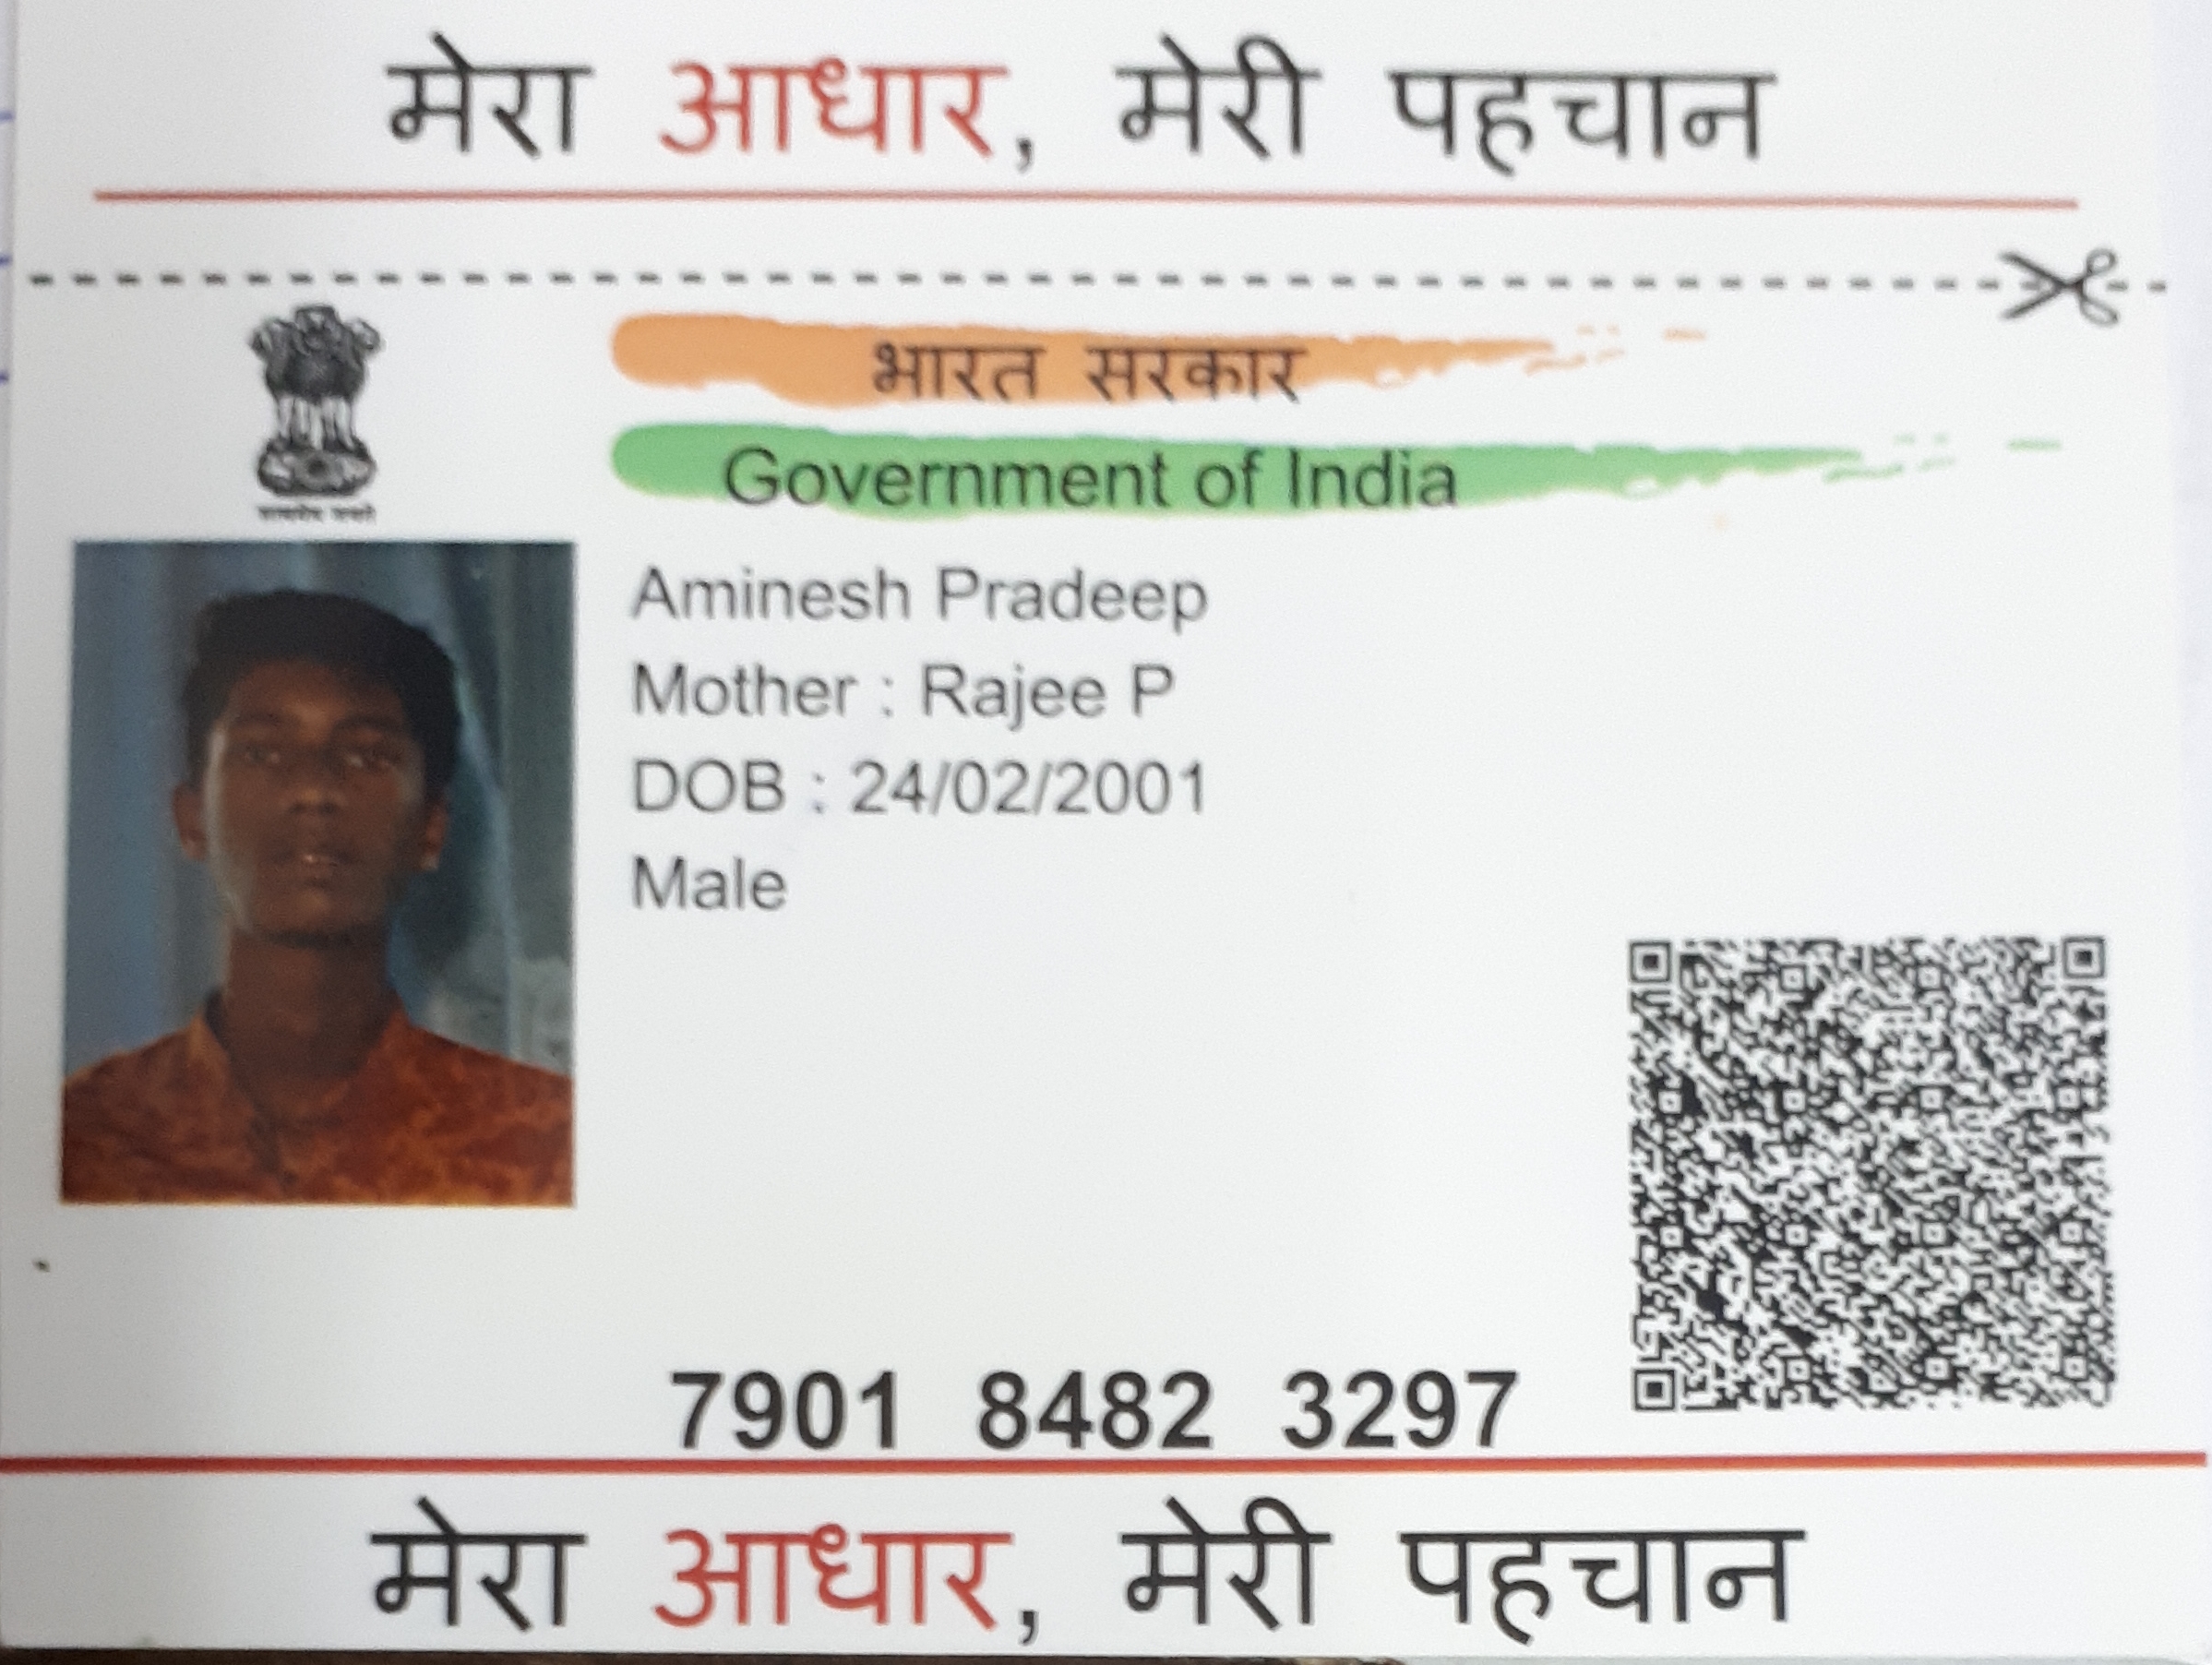 मेरा आधार, मेरी पहचान
भारत सरकार
Government of India
सत्यमेव जयते
Aminesh Pradeep
Mother : Rajee P
DOB : 24/02/2001
Male
7901 8482 3297
मेरा आधार, मेरी पहचान